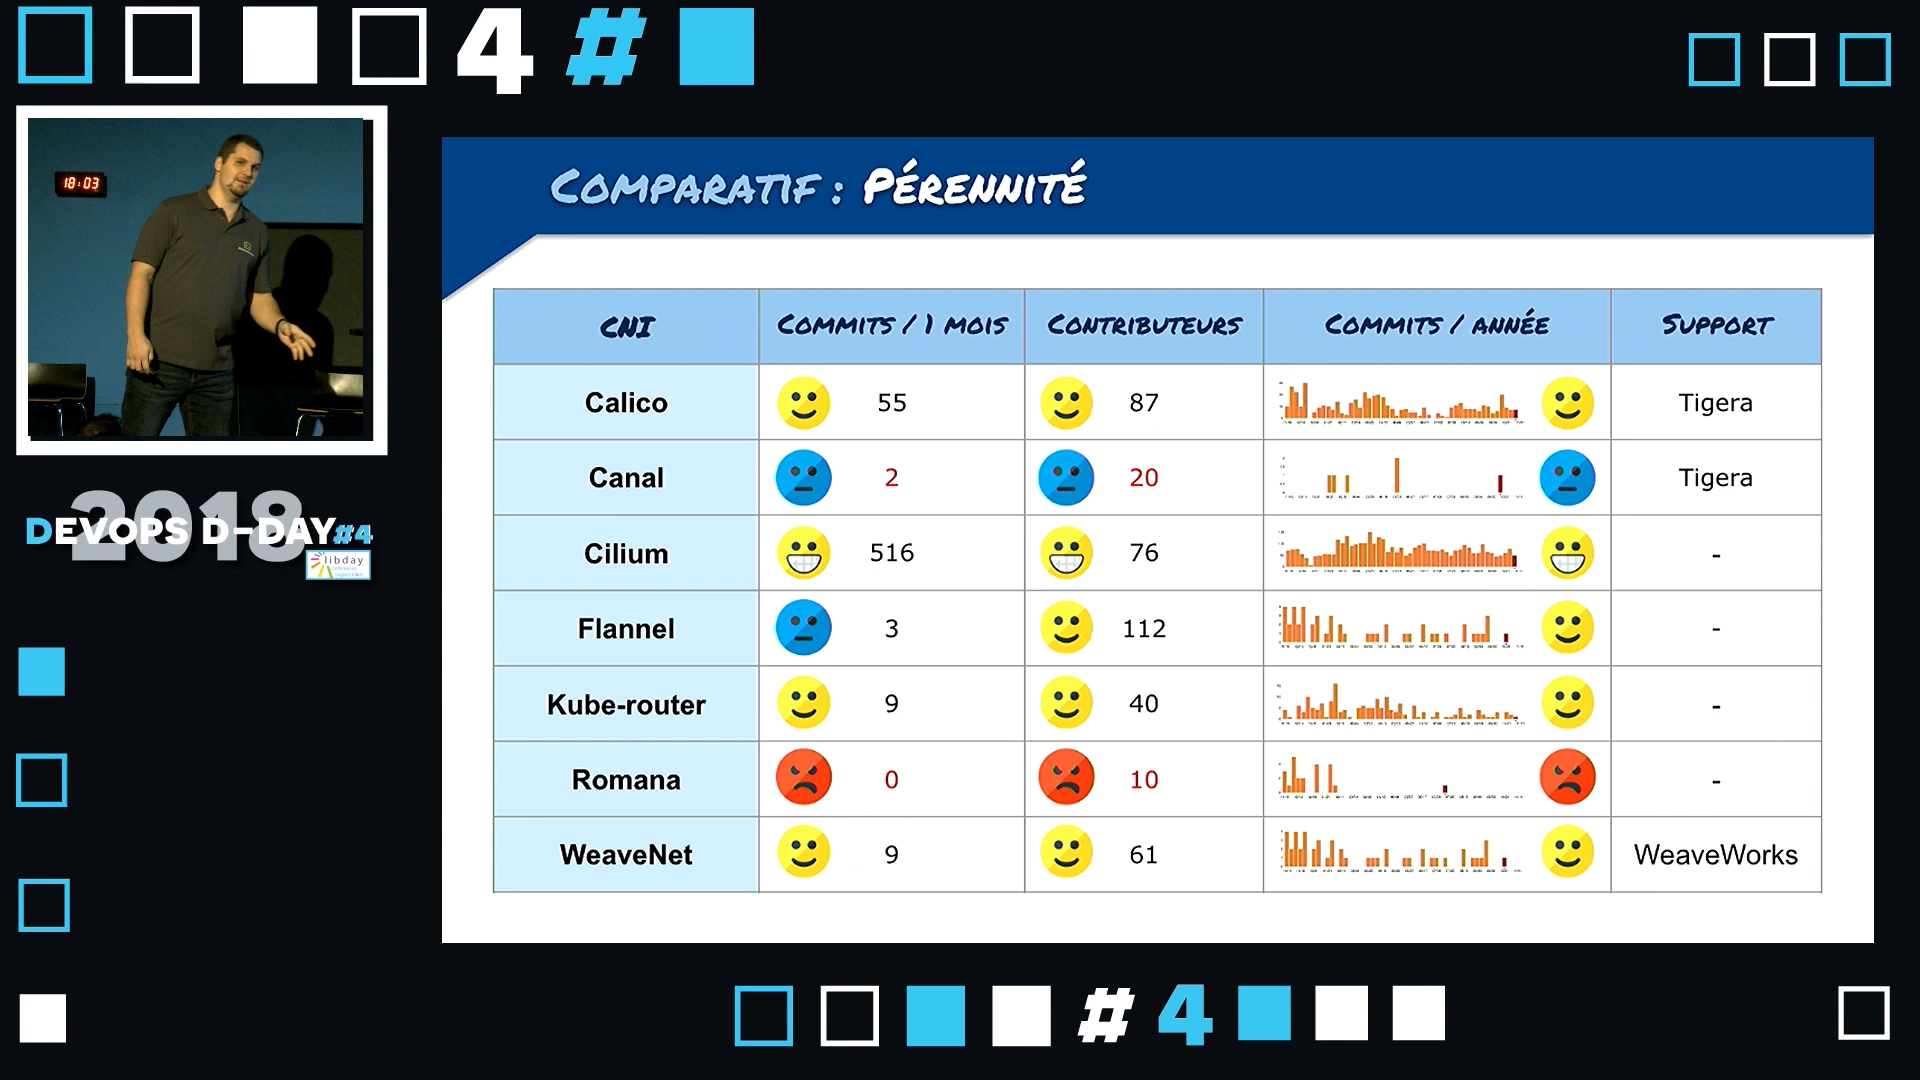 4 #
18:03
2018
DEVOPS D-DAY#4
libday
COMPARATIF : PÉRENNITÉ
CNI COMMITS / 1 MOIS CONTRIBUTEURS COMMITS / ANNÉE SUPPORT
Calico 55 87 Tigera
Canal 2 20 Tigera
Cilium 516 76 -
Flannel 3 112 -
Kube-router 9 40 -
Romana 0 10 -
WeaveNet 9 61 WeaveWorks
# 4